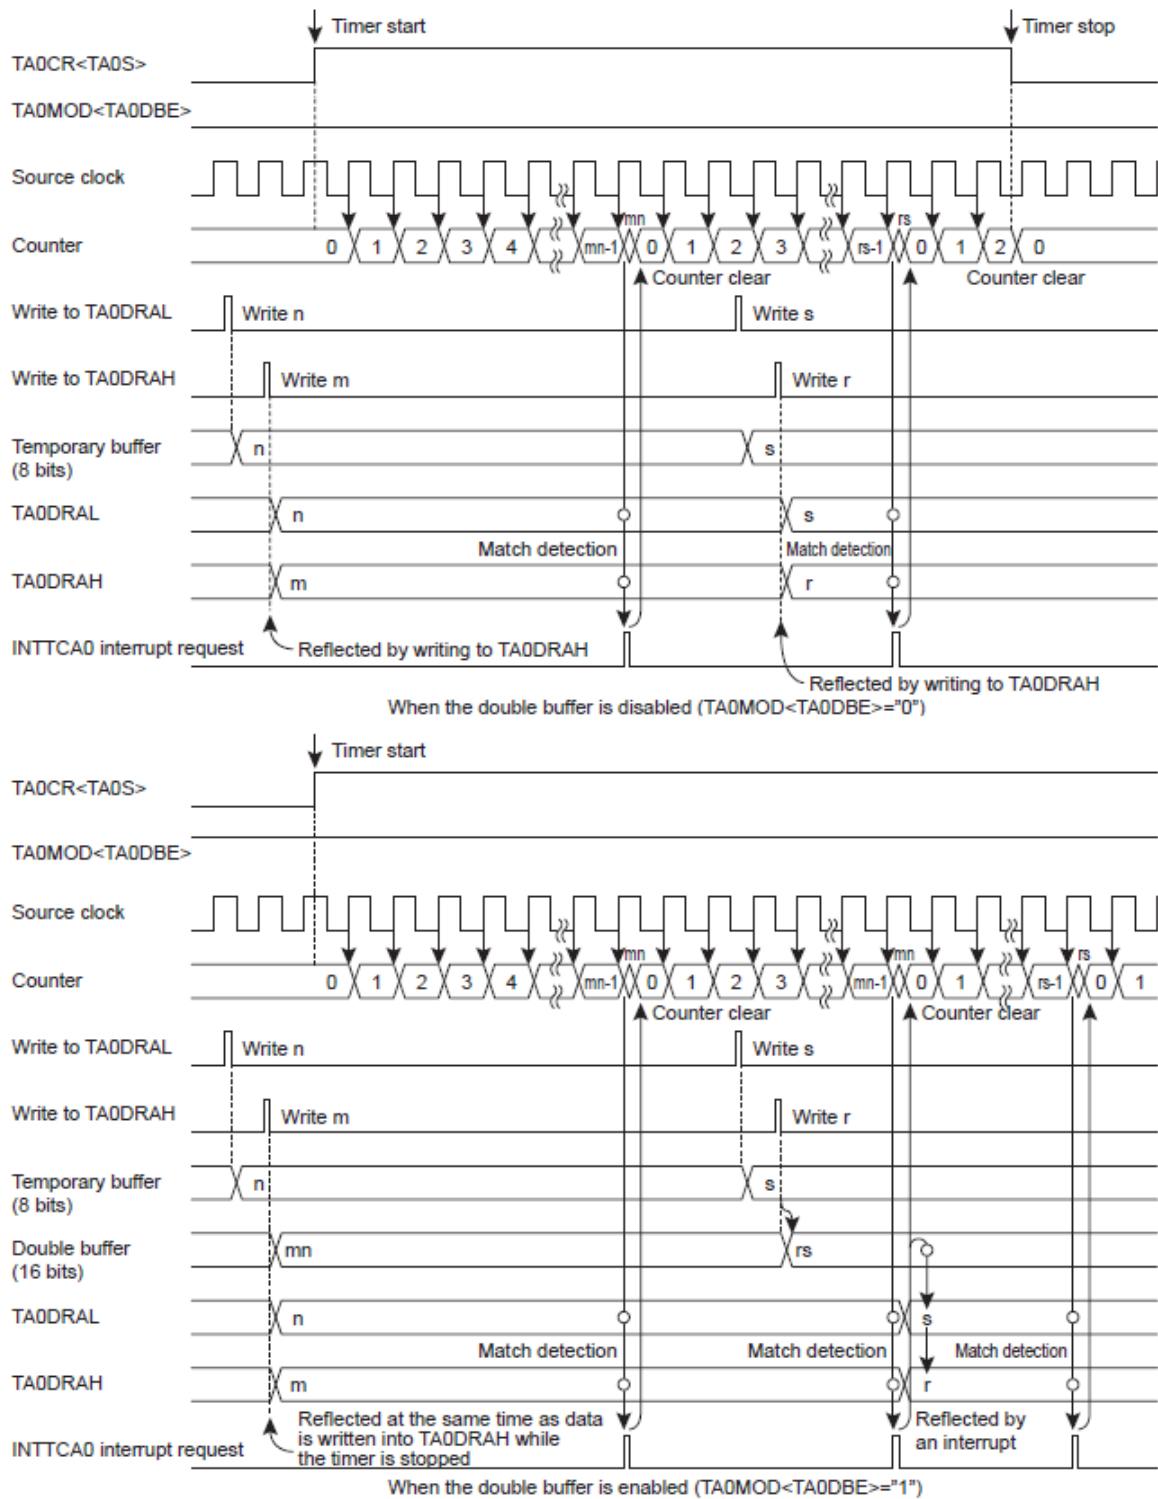 Timer start
Timer stop
TA0CR<TA0S>
TA0MOD<TA0DBE>
Source clock
mn rs
Counter 0 1 2 3 4 mn-1 0 1 2 3 rs-1 0 1 2 0
Counter clear Counter clear
Write to TA0DRAL Write n Write s
Write to TA0DRAH Write m Write r
Temporary buffer n s
(8 bits)
TA0DRAL n s
Match detection Match detection
TA0DRAH m r
INTTCA0 interrupt request Reflected by writing to TA0DRAH
Reflected by writing to TA0DRAH
When the double buffer is disabled (TA0MOD<TA0DBE>="0")
Timer start
TA0CR<TA0S>
TA0MOD<TA0DBE>
Source clock
mn mn rs
Counter 0 1 2 3 4 mn-1 0 1 2 3 mn-1 0 1 rs-1 0 1
Counter clear Counter clear
Write to TA0DRAL Write n Write s
Write to TA0DRAH Write m Write r
Temporary buffer n s
(8 bits)
Double buffer mn rs
(16 bits)
TA0DRAL n s
Match detection Match detection Match detection
TA0DRAH m r
Reflected at the same time as data
is written into TA0DRAH while
the timer is stopped
Reflected by
an interrupt
INTTCA0 interrupt request
When the double buffer is enabled (TA0MOD<TA0DBE>="1")